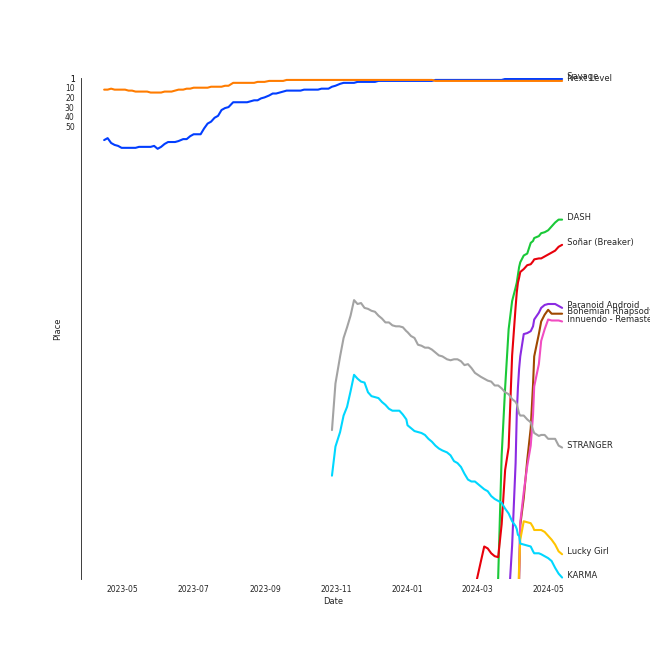 Savage
Next Level
1
10
20
30
40
50
DASH
Soñar (Breaker)
Paranoid Android
Bohemian Rhapsody
Innuendo - Remaste
Place
STRANGER
Lucky Girl
KARMA
2023-05 2023-07 2023-09 2023-11 2024-01 2024-03 2024-05
Date